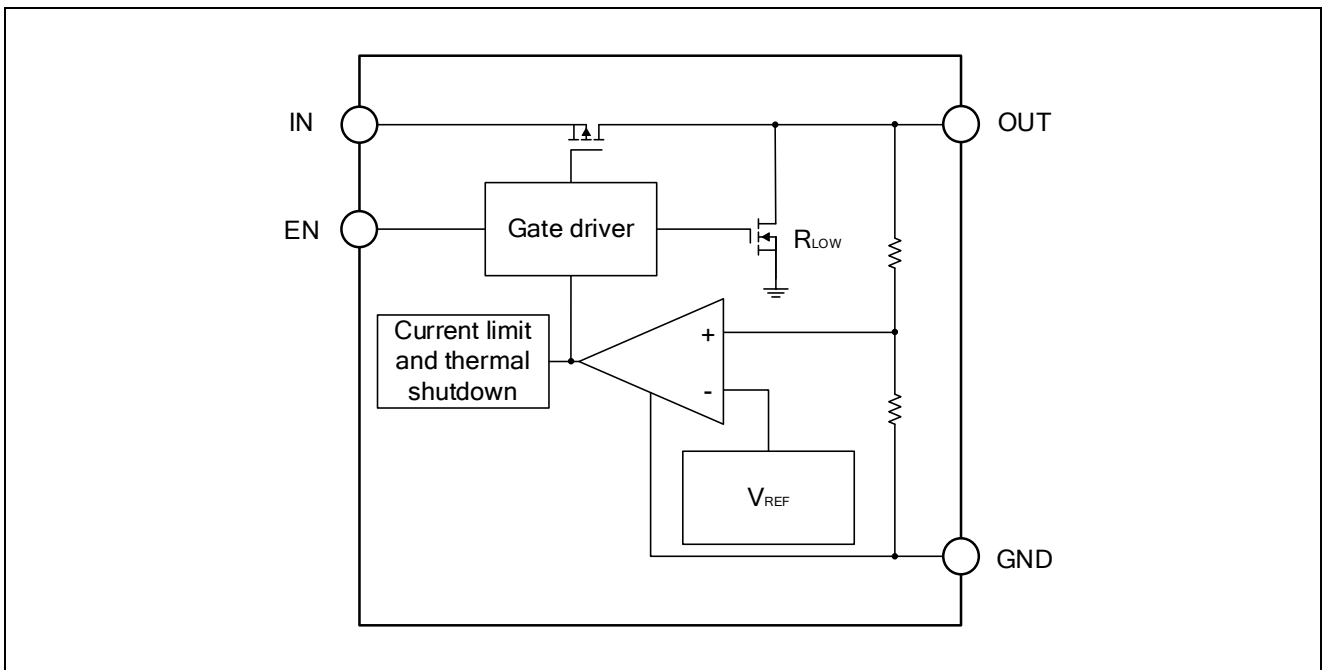 IN
OUT
EN
Gate driver
RLOW
Current limit
and thermal
shutdown
+
-
VREF
GND